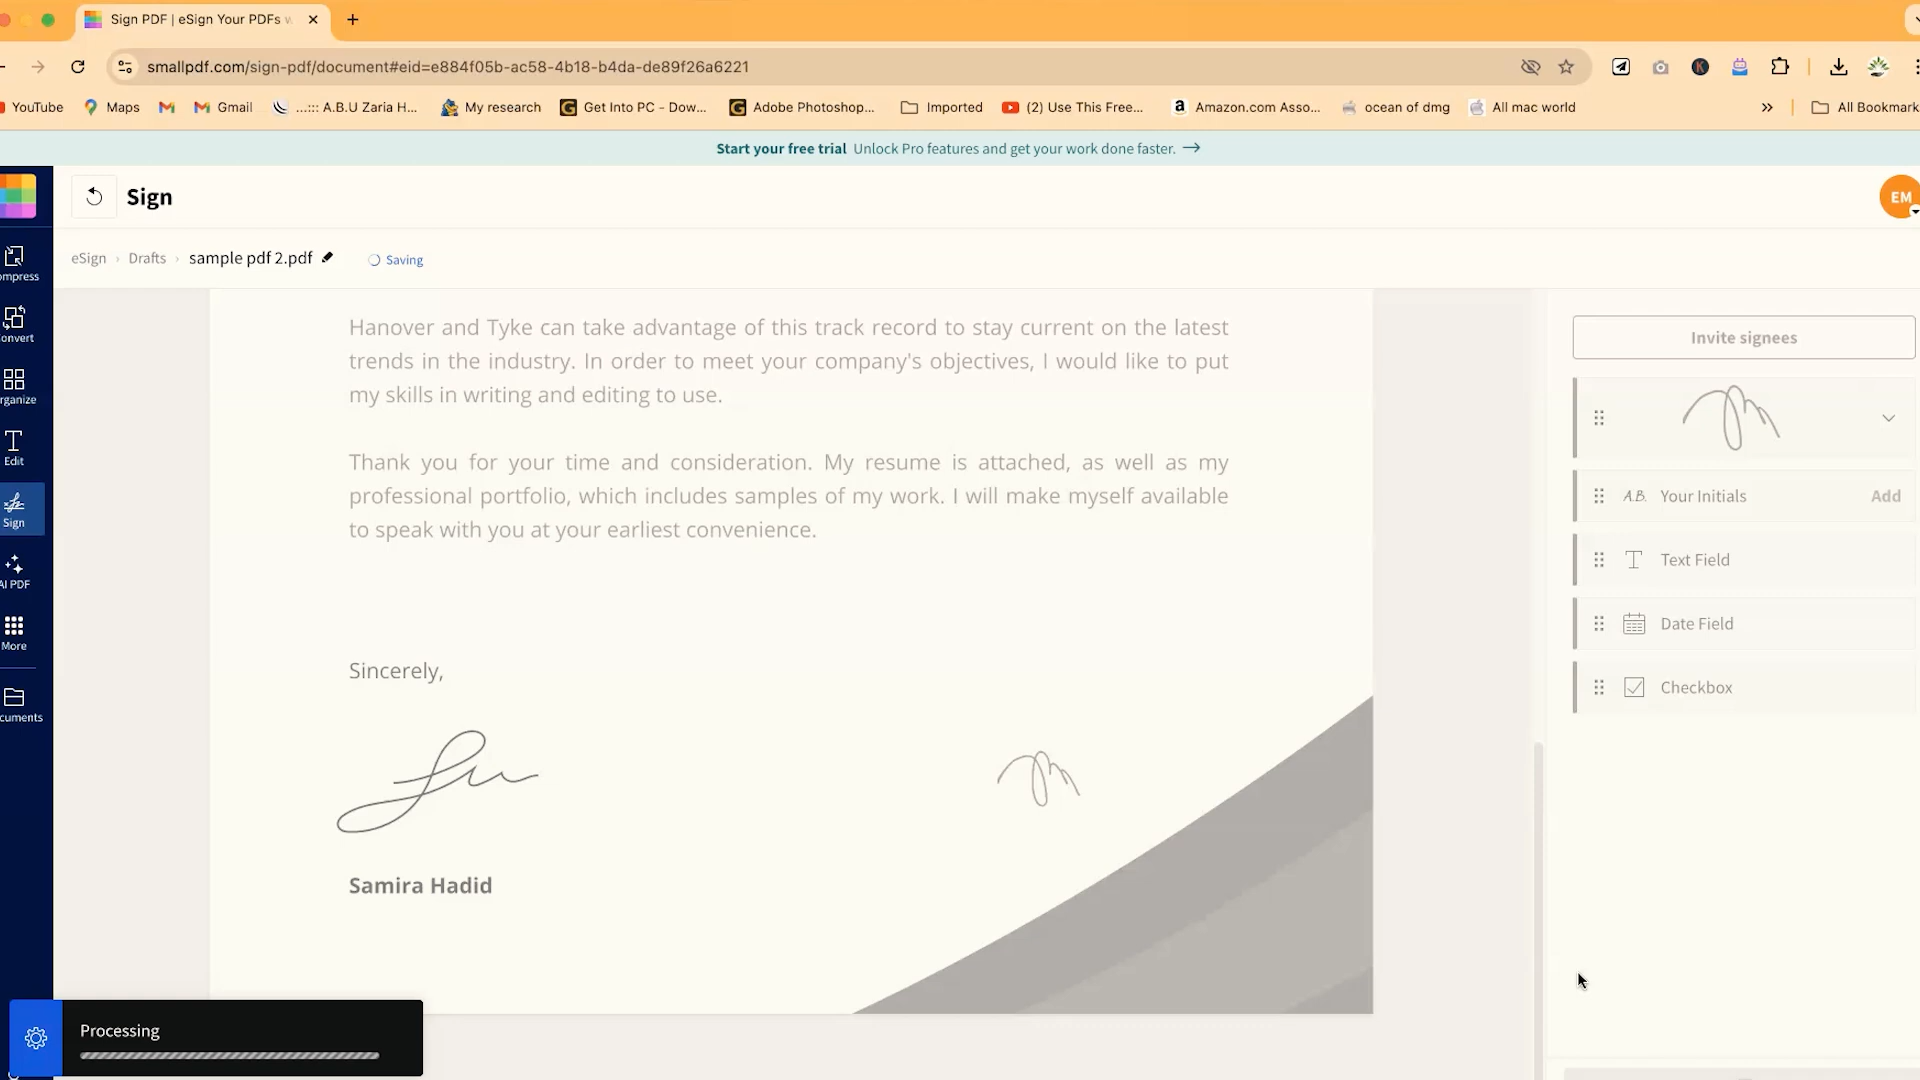 Sign PDF | eSign Your PDFs w
smallpdf.com/sign-pdf/document#eid=e884f05b-ac58-4b18-b4da-de89f26a6221
YouTube Maps Gmail ...::: A.B.U Zaria H... My research Get Into PC - Dow... Adobe Photoshop... Imported (2) Use This Free... Amazon.com Asso... ocean of dmg All mac world » All Bookmark
Start your free trial Unlock Pro features and get your work done faster. →
Sign
EM
eSign › Drafts › sample pdf 2.pdf Saving
ompress
onvert
rganize
Edit
Sign
AI PDF
More
cuments
Hanover and Tyke can take advantage of this track record to stay current on the latest
trends in the industry. In order to meet your company's objectives, I would like to put
my skills in writing and editing to use.
Thank you for your time and consideration. My resume is attached, as well as my
professional portfolio, which includes samples of my work. I will make myself available
to speak with you at your earliest convenience.
Sincerely,
Samira Hadid
Invite signees
A.B. Your Initials Add
Text Field
Date Field
Checkbox
Processing